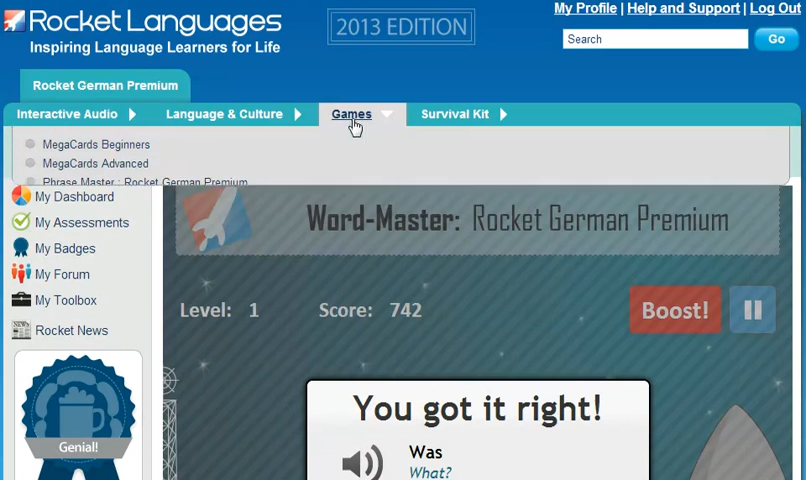 Rocket Languages
Inspiring Language Learners for Life
2013 EDITION
My Profile | Help and Support | Log Out
Search
Go
Rocket German Premium
Interactive Audio
Language & Culture
Games
Survival Kit
MegaCards Beginners
MegaCards Advanced
Phrase Master : Rocket German Premium
My Dashboard
My Assessments
My Badges
My Forum
My Toolbox
Rocket News
Genial!
Word-Master: Rocket German Premium
Level: 1
Score: 742
Boost!
You got it right!
Was
What?